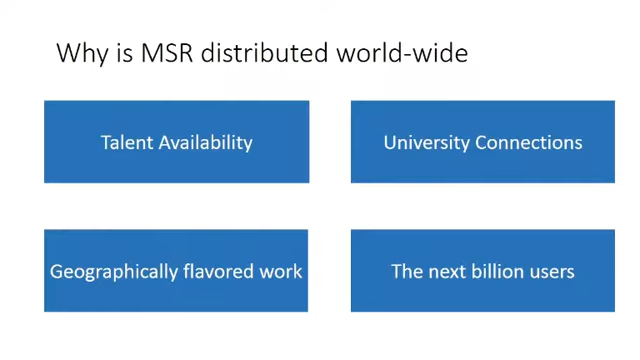 Why is MSR distributed world-wide
Talent Availability
University Connections
Geographically flavored work
The next billion users